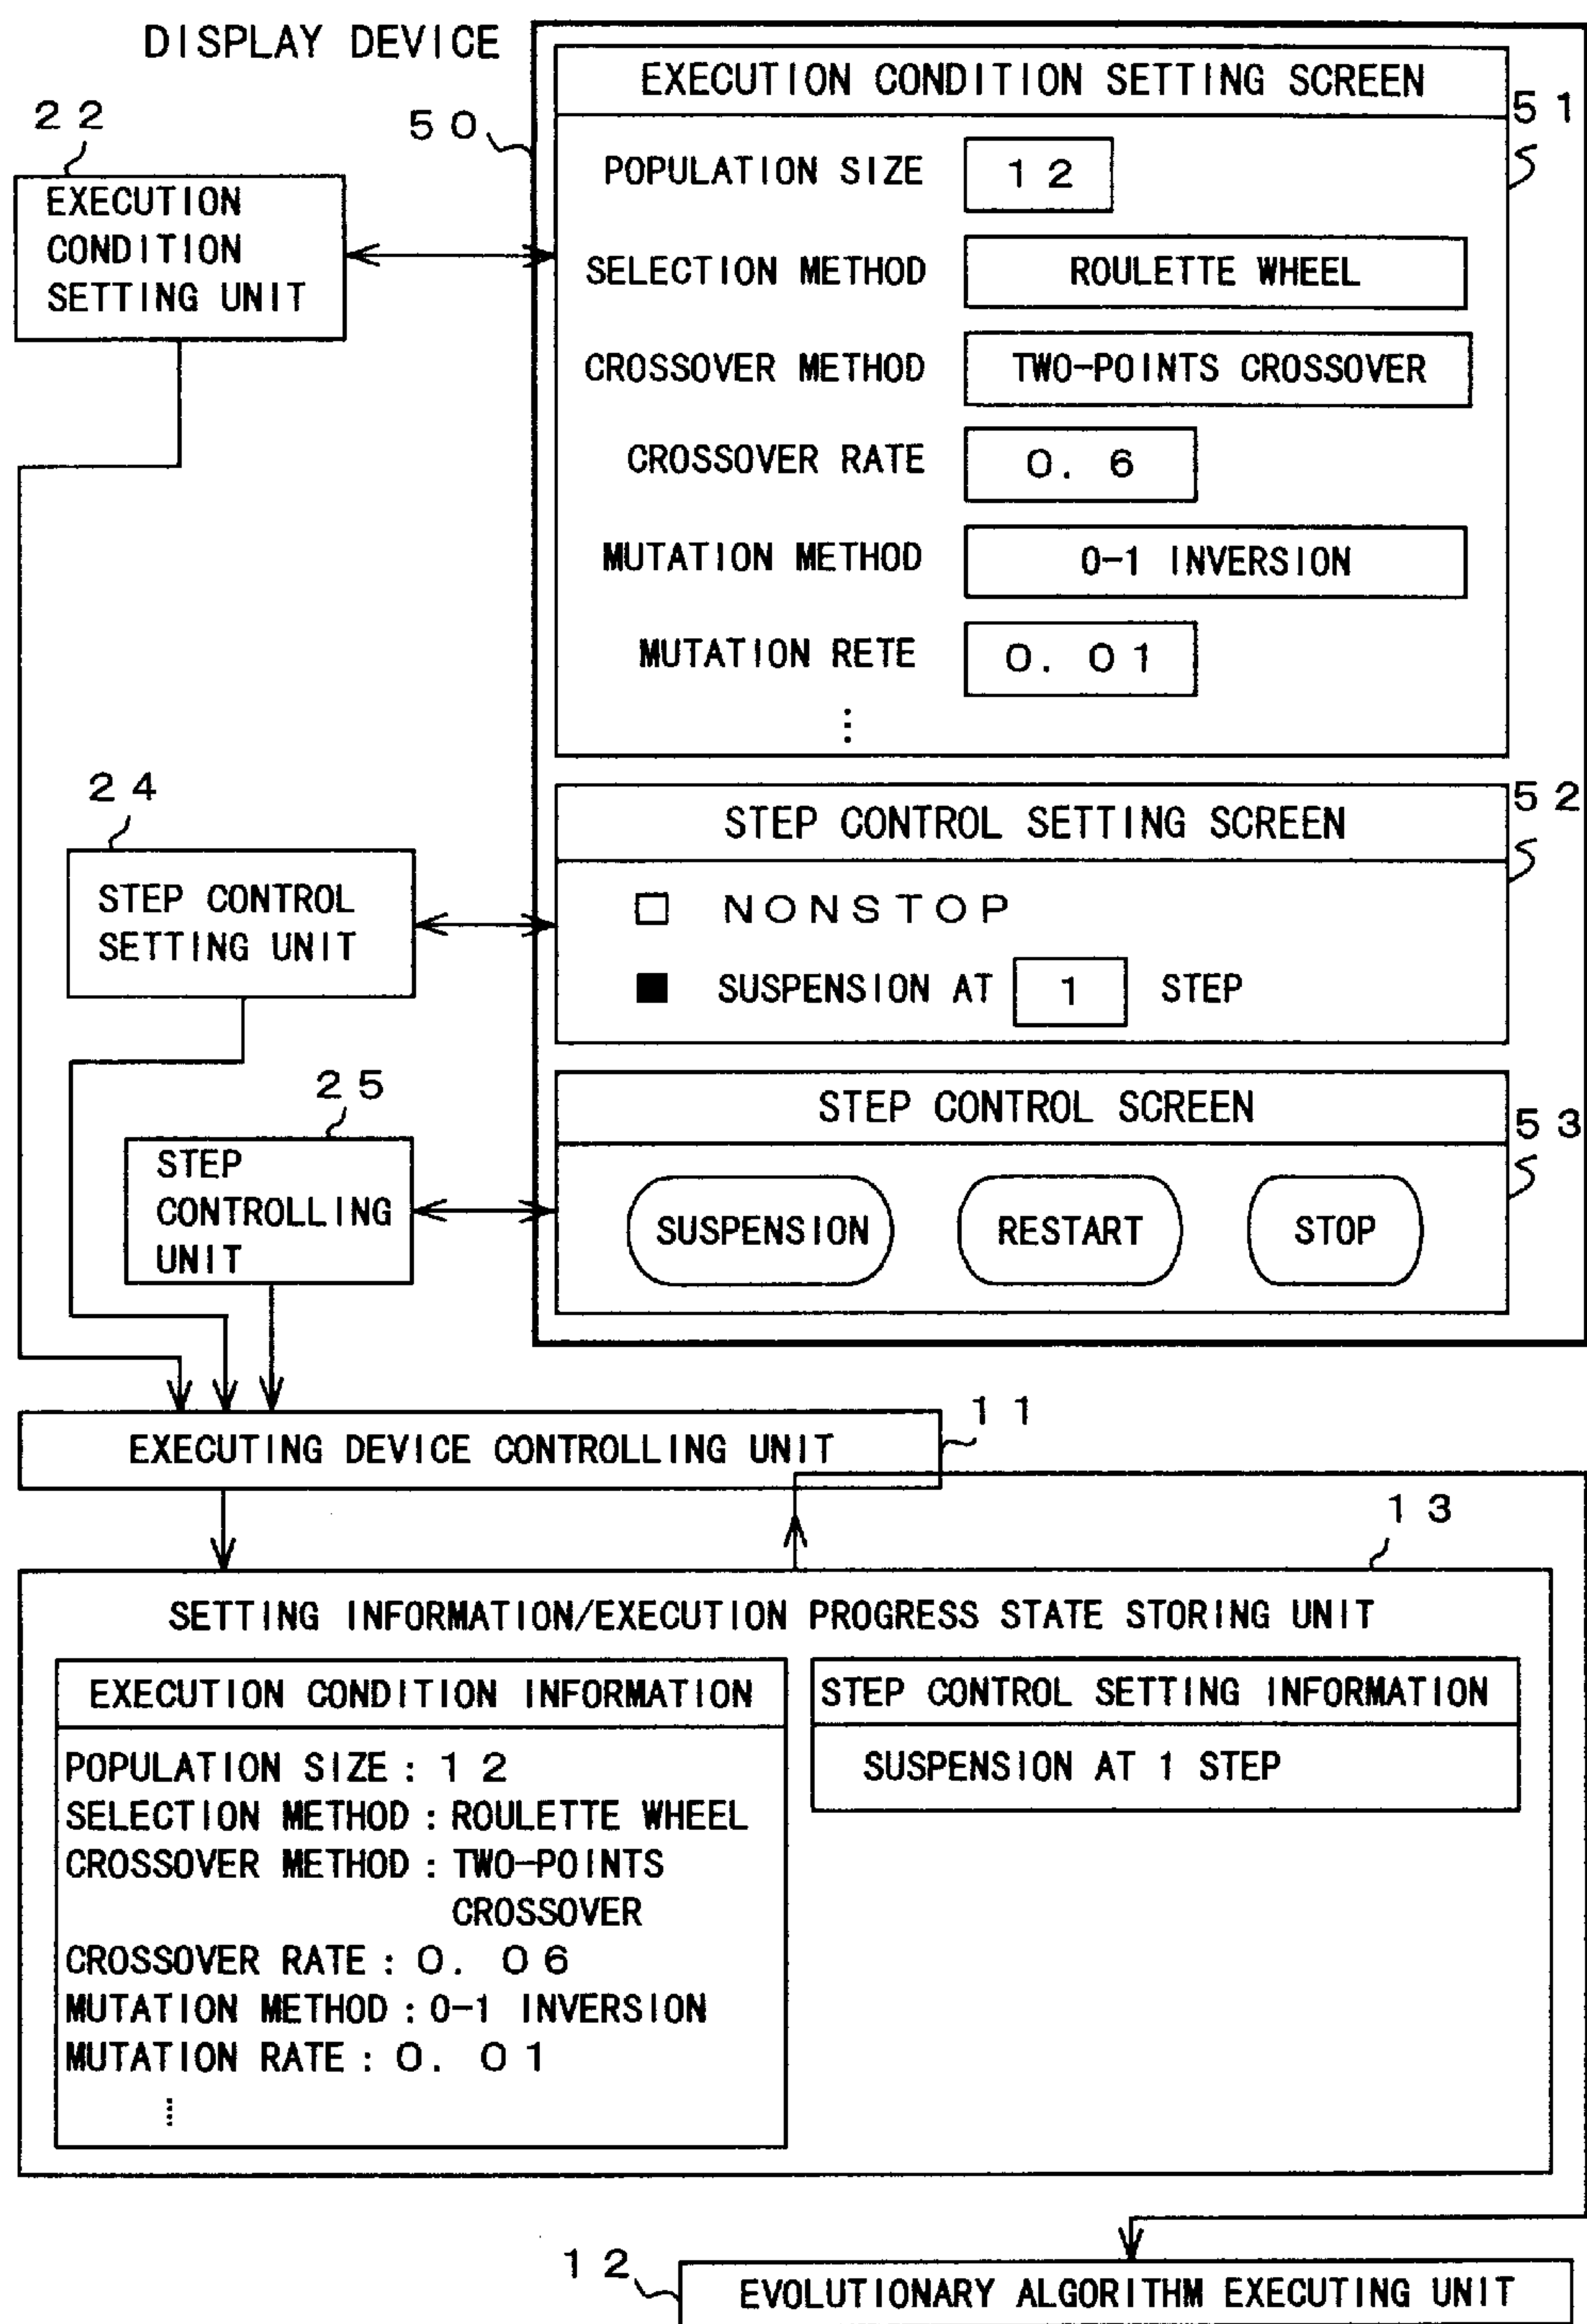 DISPLAY DEVICE
50
EXECUTION CONDITION SETTING SCREEN
51
POPULATION SIZE 12
SELECTION METHOD ROULETTE WHEEL
CROSSOVER METHOD TWO-POINTS CROSSOVER
CROSSOVER RATE 0.6
MUTATION METHOD 0-1 INVERSION
MUTATION RETE 0.01
⋮
22
EXECUTION
CONDITION
SETTING UNIT
52
STEP CONTROL SETTING SCREEN
□ NONSTOP
■ SUSPENSION AT 1 STEP
24
STEP CONTROL
SETTING UNIT
STEP CONTROL SCREEN
53
SUSPENSION RESTART STOP
25
STEP
CONTROLLING
UNIT
11
EXECUTING DEVICE CONTROLLING UNIT
13
SETTING INFORMATION/EXECUTION PROGRESS STATE STORING UNIT
EXECUTION CONDITION INFORMATION
POPULATION SIZE : 12
SELECTION METHOD : ROULETTE WHEEL
CROSSOVER METHOD : TWO-POINTS
CROSSOVER
CROSSOVER RATE : 0.06
MUTATION METHOD : 0-1 INVERSION
MUTATION RATE : 0.01
⋮
STEP CONTROL SETTING INFORMATION
SUSPENSION AT 1 STEP
12
EVOLUTIONARY ALGORITHM EXECUTING UNIT